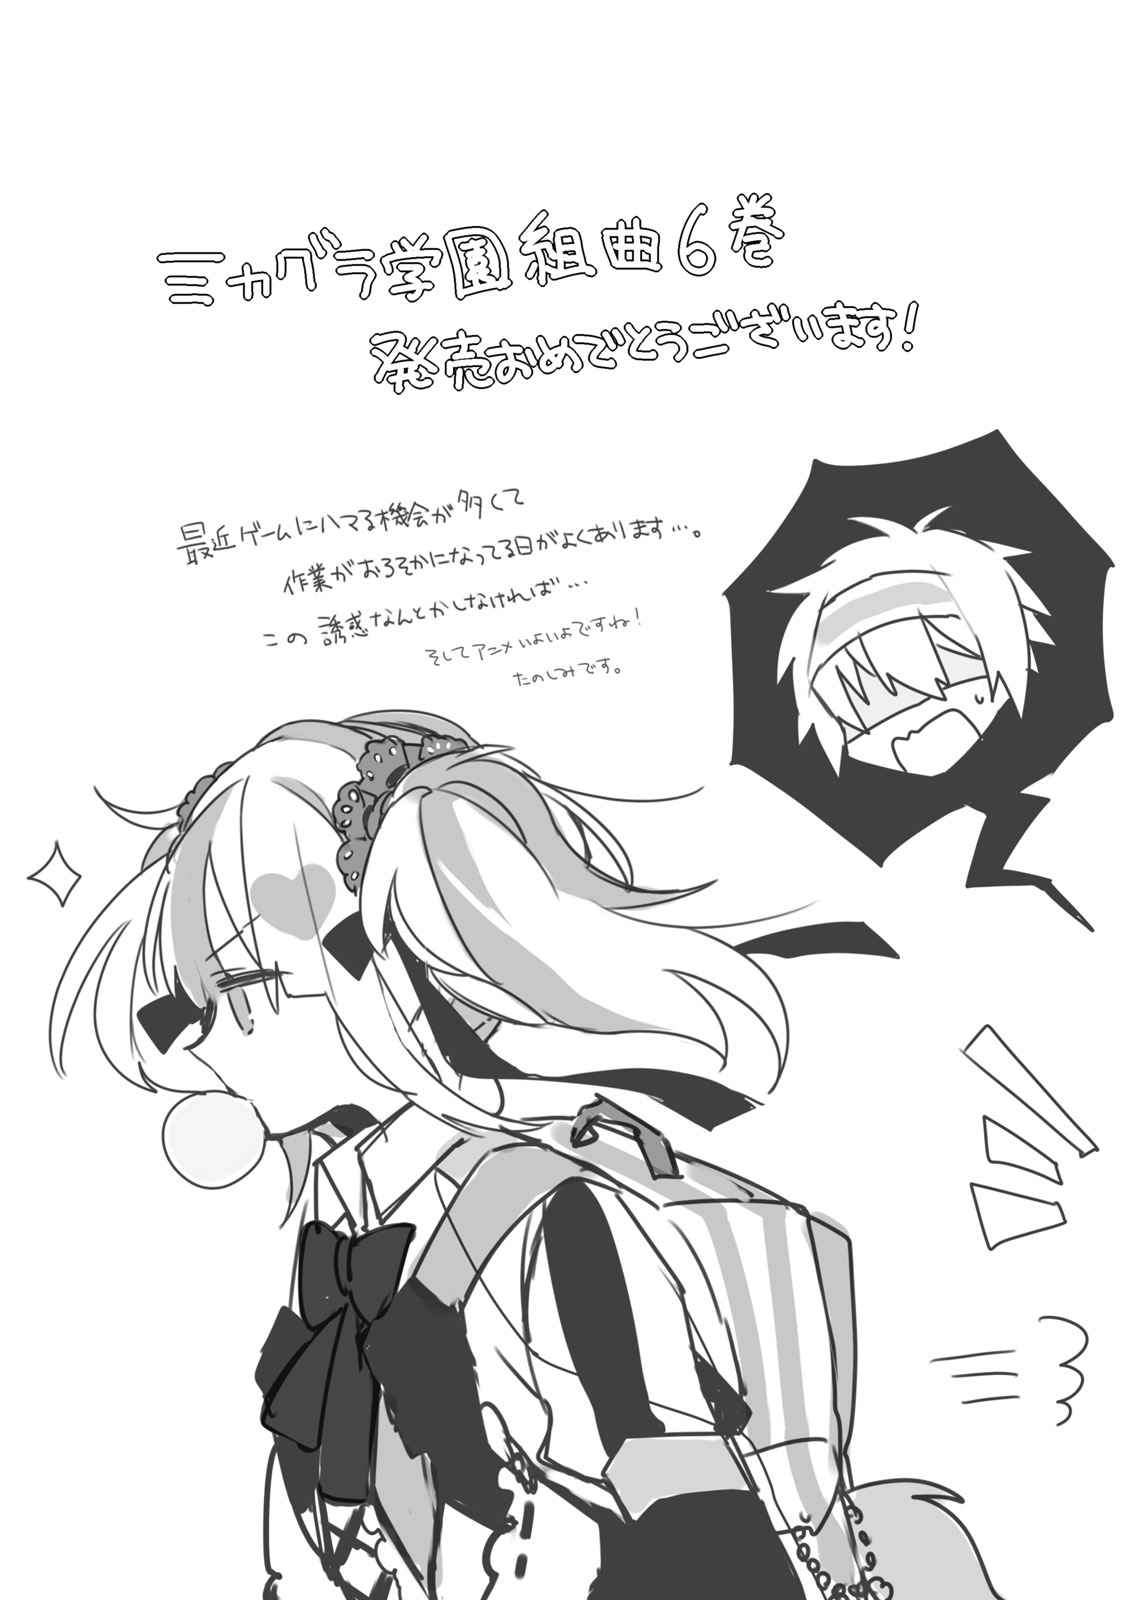 ミカグラ学園組曲6巻
発売おめでとうございます!
最近ゲームにハマる機会が多くて
作業がおろそかになってる日がよくあります…。
この誘惑なんとかしなければ…
そしてアニメいよいよですね!
たのしみです。